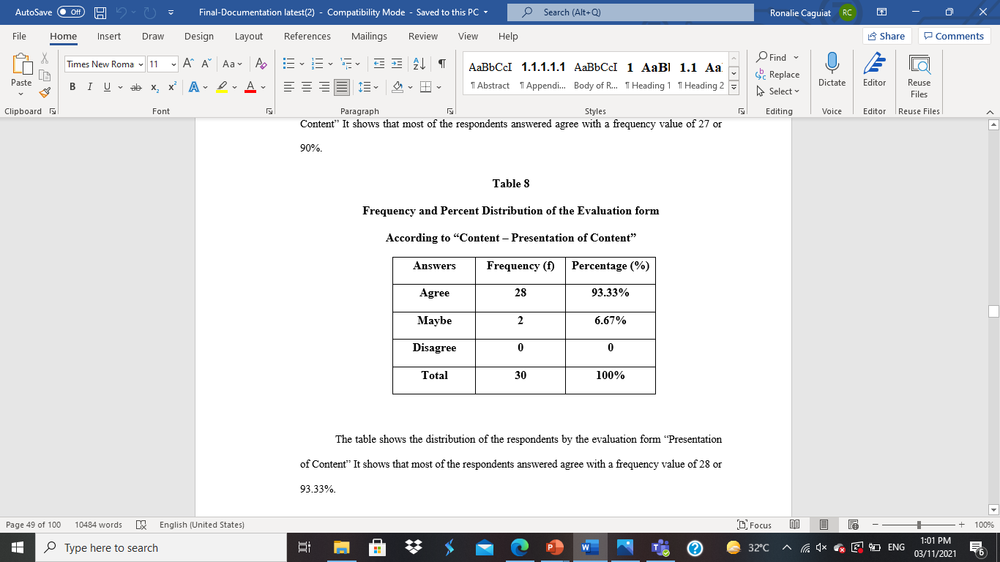 AutoSave Off Final-Documentation latest(2) - Compatibility Mode - Saved to this PC Search (Alt+Q) Ronalie Caguiat RC
File Home Insert Draw Design Layout References Mailings Review View Help Share Comments
Paste
Times New Roma 11
AaBbCcI 1.1.1.1.1 AaBbCcI 1 AaBl 1.1 Aa
¶ Abstract ¶ Appendi... Body of R... ¶ Heading 1 ¶ Heading 2
Find
Replace
Select
Dictate
Editor
Reuse
Files
Clipboard Font Paragraph Styles Editing Voice Editor Reuse Files
Content” It shows that most of the respondents answered agree with a frequency value of 27 or
90%.
Table 8
Frequency and Percent Distribution of the Evaluation form
According to “Content – Presentation of Content”
Answers Frequency (f) Percentage (%)
Agree 28 93.33%
Maybe 2 6.67%
Disagree 0 0
Total 30 100%
The table shows the distribution of the respondents by the evaluation form “Presentation
of Content” It shows that most of the respondents answered agree with a frequency value of 28 or
93.33%.
Page 49 of 100 10484 words English (United States) Focus 100%
Type here to search 32°C ENG 1:01 PM
03/11/2021 6